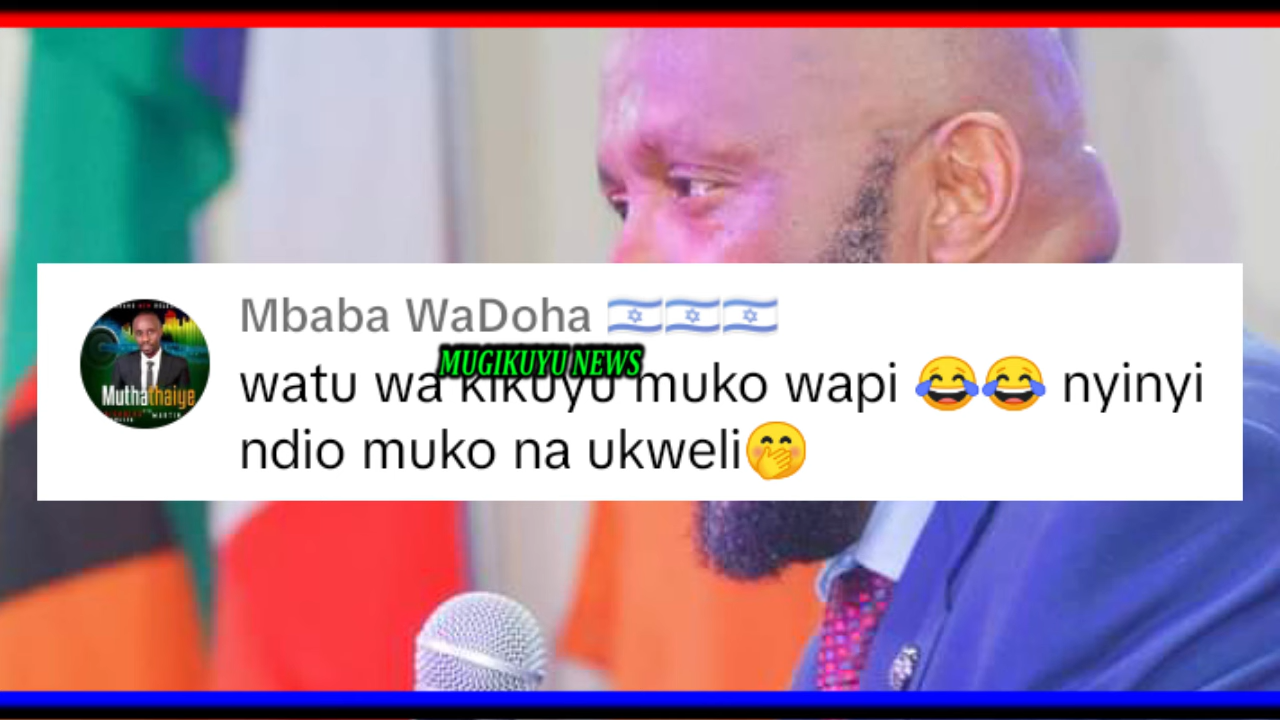 Mbaba WaDoha 🇮🇱🇮🇱🇮🇱
MUGIKUYU NEWS
watu wa kikuyu muko wapi 😂😂 nyinyi
ndio muko na ukweli🤭
Muthathaiye